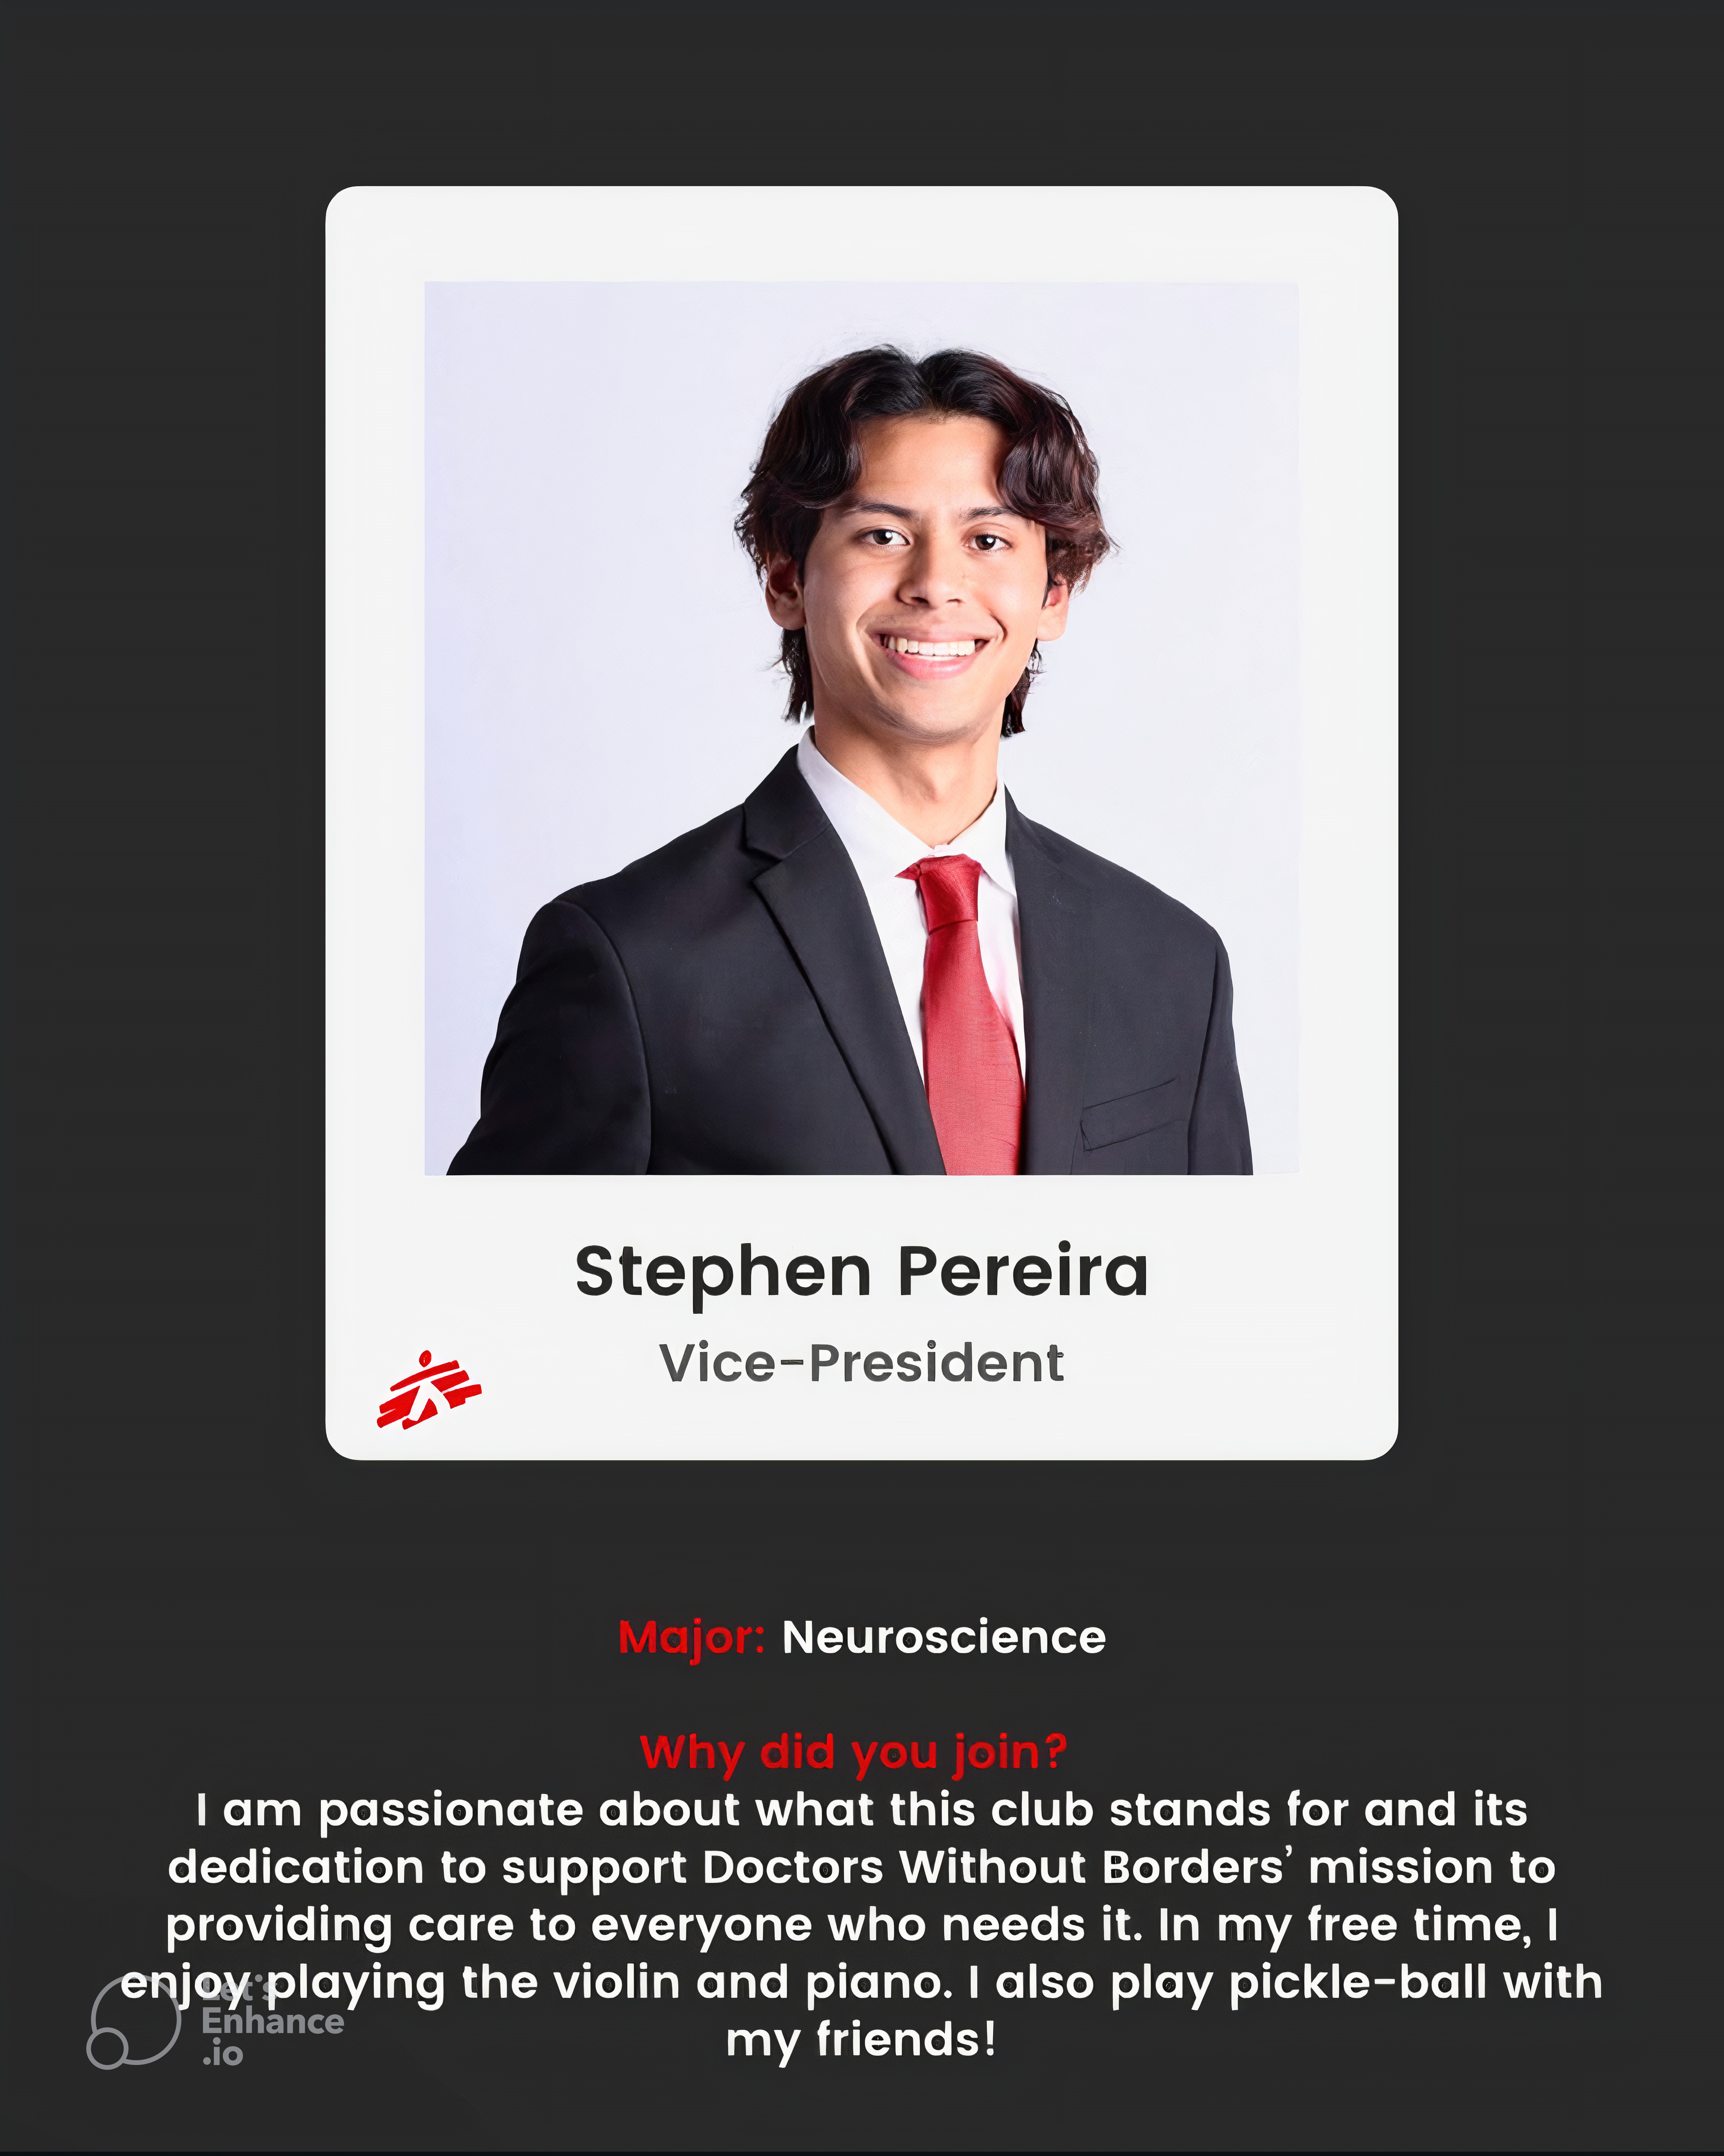 Stephen Pereira
Vice-President
Major: Neuroscience
Why did you join?
I am passionate about what this club stands for and its
dedication to support Doctors Without Borders’ mission to
providing care to everyone who needs it. In my free time, I
enjoy playing the violin and piano. I also play pickle-ball with
my friends!
Let's
Enhance
.io